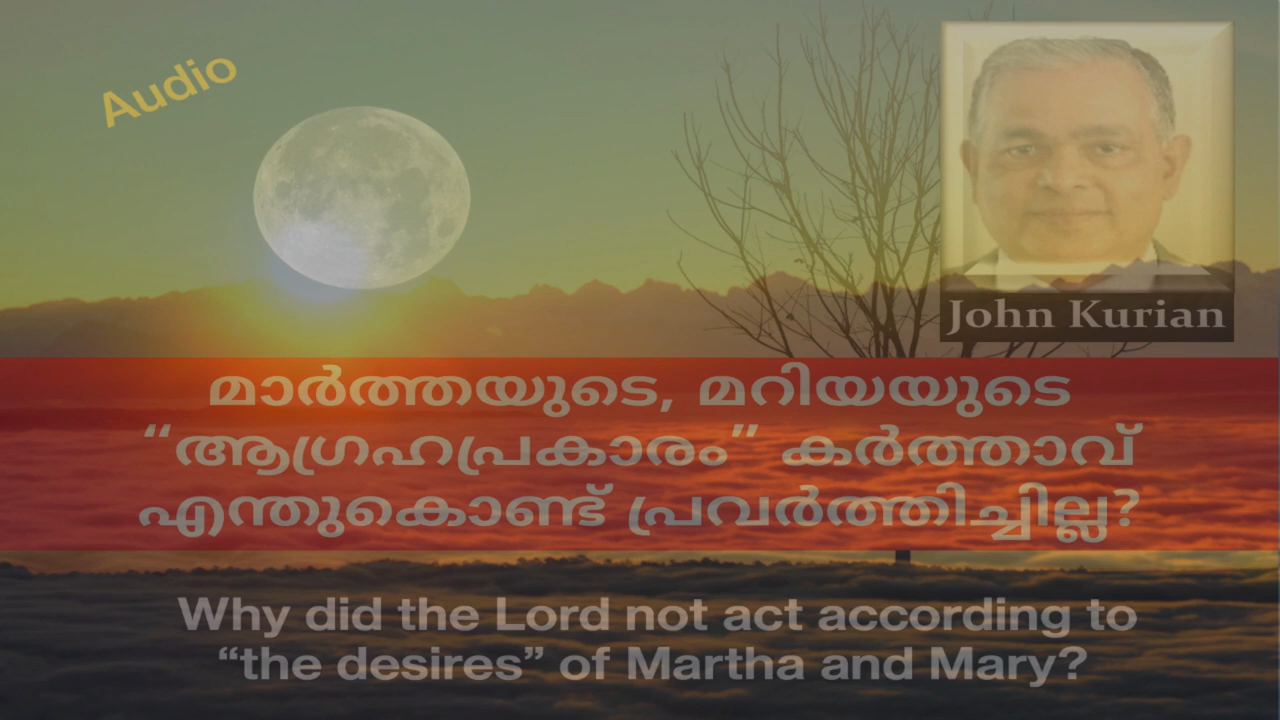 Audio
John Kurian
മാർത്തയുടെ, മറിയയുടെ
“ആഗ്രഹപ്രകാരം” കർത്താവ്
എന്തുകൊണ്ട് പ്രവർത്തിച്ചില്ല?
Why did the Lord not act according to
“the desires” of Martha and Mary?